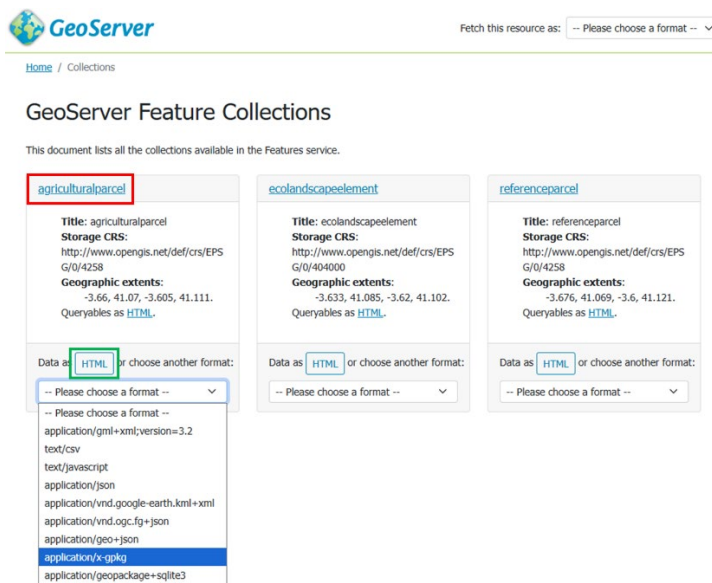 GeoServer
Fetch this resource as: -- Please choose a format --
Home / Collections
GeoServer Feature Collections
This document lists all the collections available in the Features service.
agriculturalparcel
Title: agriculturalparcel
Storage CRS:
http://www.opengis.net/def/crs/EPS
G/0/4258
Geographic extents:
-3.66, 41.07, -3.605, 41.111.
Queryables as HTML.
Data as HTML or choose another format:
-- Please choose a format --
-- Please choose a format --
application/gml+xml;version=3.2
text/csv
text/javascript
application/json
application/vnd.google-earth.kml+xml
application/vnd.ogc.fg+json
application/geo+json
application/x-gpkg
application/geopackage+sqlite3
ecolandscapeelement
Title: ecolandscapeelement
Storage CRS:
http://www.opengis.net/def/crs/EPS
G/0/404000
Geographic extents:
-3.633, 41.085, -3.62, 41.102.
Queryables as HTML.
Data as HTML or choose another format:
-- Please choose a format --
referenceparcel
Title: referenceparcel
Storage CRS:
http://www.opengis.net/def/crs/EPS
G/0/4258
Geographic extents:
-3.676, 41.069, -3.6, 41.121.
Queryables as HTML.
Data as HTML or choose another format:
-- Please choose a format --